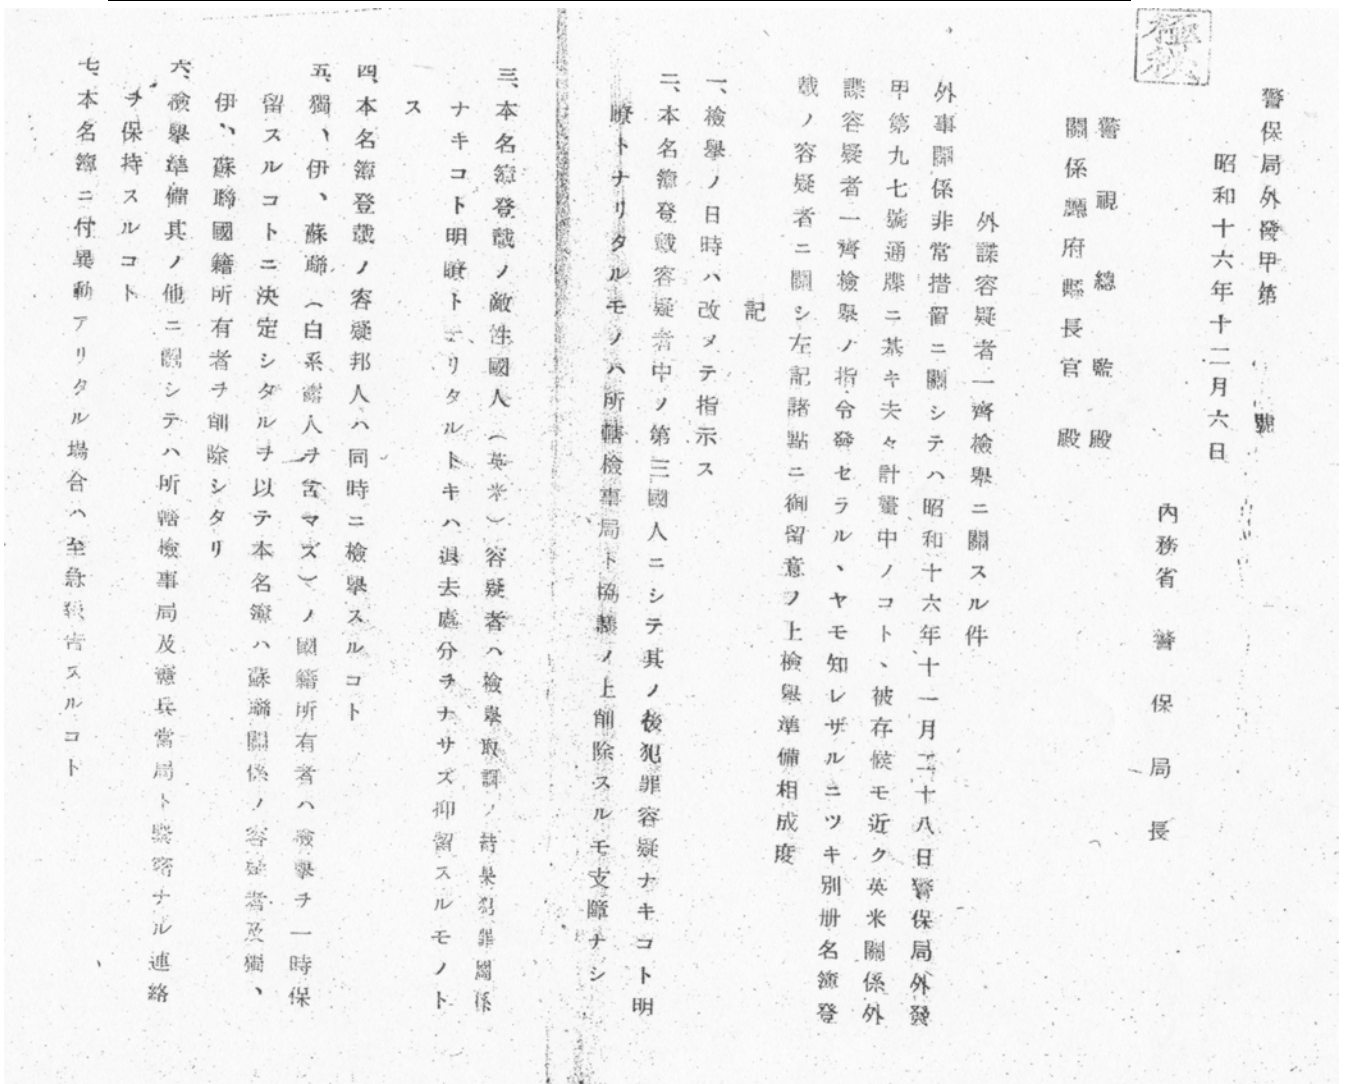 極秘
警保局外發甲第　號
昭和十六年十二月六日
內務省警保局長
警視總監殿
關係廳府縣長官殿
外諜容疑者一齊檢擧ニ關スル件
外事關係非常措置ニ關シテハ昭和十六年十一月二十八日警保局外發
甲第九七號通牒ニ基キ夫々計畫中ノコト、被存候モ近ク英米關係外
諜容疑者一齊檢擧ノ指令發セラル、ヤモ知レザルニツキ別册名簿登
載ノ容疑者ニ關シ左記諸點ニ御留意ノ上檢擧準備相成度
記
一、檢擧ノ日時ハ改メテ指示ス
二、本名簿登載容疑者中ノ第三國人ニシテ其ノ後犯罪容疑ナキコト明
瞭トナリタルモノハ所轄檢事局ト協議ノ上削除スルモ支障ナシ
三、本名簿登載ノ敵性國人（英米）容疑者ハ檢擧取調ノ結果犯罪關係
ナキコト明瞭トナリタルトキハ退去處分ヲナサズ抑留スルモノト
ス
四、本名簿登載ノ容疑邦人ハ同時ニ檢擧スルコト
五、獨、伊、蘇聯（白系露人ヲ含マズ）ノ國籍所有者ハ檢擧ヲ一時保
留スルコトニ決定シタルヲ以テ本名簿ハ蘇聯關係ノ容疑者及獨、
伊、蘇聯國籍所有者ヲ削除シタリ
六、檢擧準備其ノ他ニ關シテハ所轄檢事局及憲兵當局ト緊密ナル連絡
ヲ保持スルコト
七、本名簿ニ付異動アリタル場合ハ至急報告スルコト